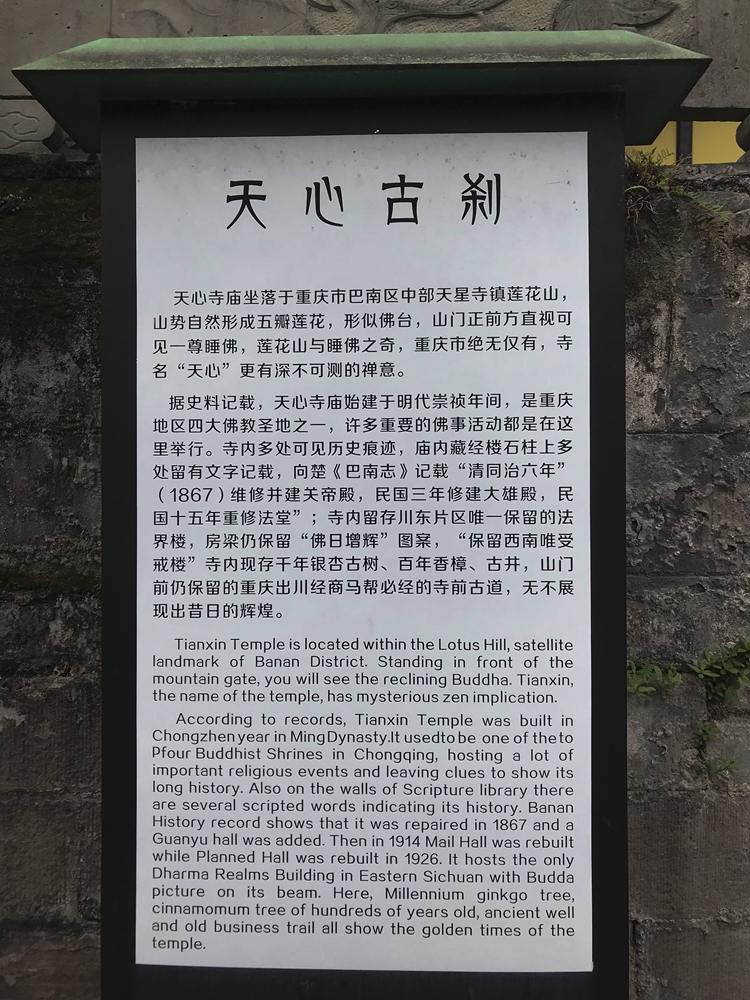 天心古刹
天心寺庙坐落于重庆市巴南区中部天星寺镇莲花山，
山势自然形成五瓣莲花，形似佛台，山门正前方直视可
见一尊睡佛，莲花山与睡佛之奇，重庆市绝无仅有，寺
名“天心”更有深不可测的禅意。
据史料记载，天心寺庙始建于明代崇祯年间，是重庆
地区四大佛教圣地之一，许多重要的佛事活动都是在这
里举行。寺内多处可见历史痕迹，庙内藏经楼石柱上多
处留有文字记载，向楚《巴南志》记载“清同治六年”
（1867）维修并建关帝殿，民国三年修建大雄殿，民
国十五年重修法堂”；寺内留存川东片区唯一保留的法
界楼，房梁仍保留“佛日增辉”图案，“保留西南唯受
戒楼”寺内现存千年银杏古树、百年香樟、古井，山门
前仍保留的重庆出川经商马帮必经的寺前古道，无不展
现出昔日的辉煌。
Tianxin Temple is located within the Lotus Hill, satellite
landmark of Banan District. Standing in front of the
mountain gate, you will see the reclining Buddha. Tianxin,
the name of the temple, has mysterious zen implication.
According to records, Tianxin Temple was built in
Chongzhen year in Ming Dynasty.It usedto be one of theto
Pfour Buddhist Shrines in Chongqing, hosting a lot of
important religious events and leaving clues to show its
long history. Also on the walls of Scripture library there
are several scripted words indicating its history. Banan
History record shows that it was repaired in 1867 and a
Guanyu hall was added. Then in 1914 Mail Hall was rebuilt
while Planned Hall was rebuilt in 1926. It hosts the only
Dharma Realms Building in Eastern Sichuan with Budda
picture on its beam. Here, Millennium ginkgo tree,
cinnamomum tree of hundreds of years old, ancient well
and old business trail all show the golden times of the
temple.